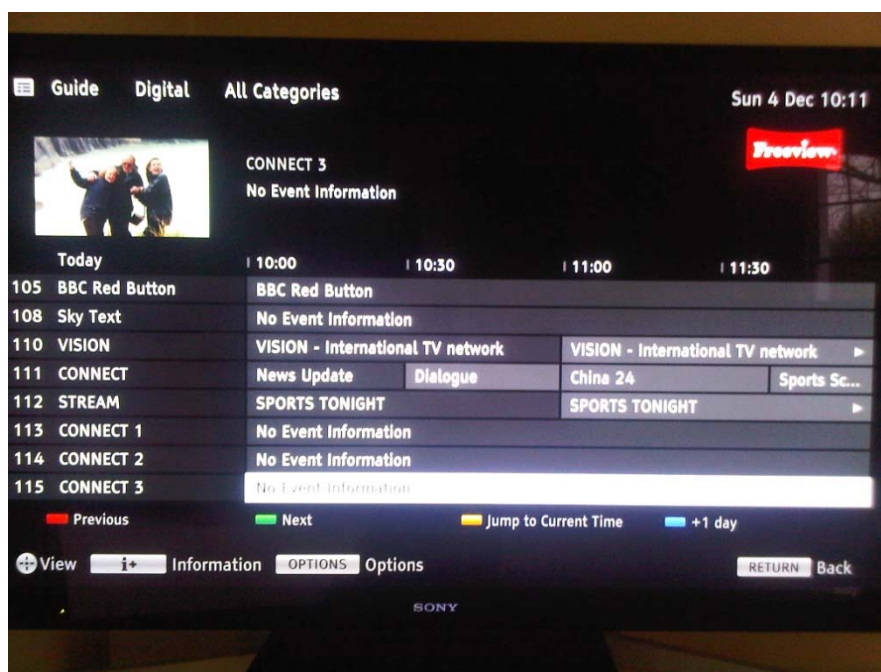 Guide Digital All Categories
Sun 4 Dec 10:11
Freeview
CONNECT 3
No Event Information
Today 10:00 10:30 11:00 11:30
105 BBC Red Button BBC Red Button
108 Sky Text No Event Information
110 VISION VISION - International TV network VISION - International TV network
111 CONNECT News Update Dialogue China 24 Sports Sc...
112 STREAM SPORTS TONIGHT SPORTS TONIGHT
113 CONNECT 1 No Event Information
114 CONNECT 2 No Event Information
115 CONNECT 3 No Event Information
Previous Next Jump to Current Time +1 day
View i+ Information OPTIONS Options RETURN Back
SONY